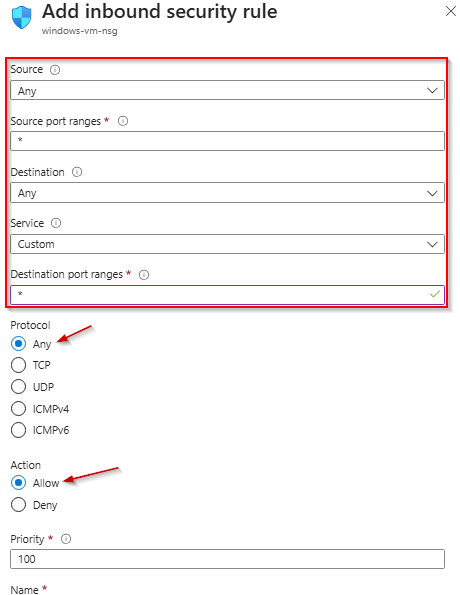 Add inbound security rule
windows-vm-nsg
Source
Any
Source port ranges *
*
Destination
Any
Service
Custom
Destination port ranges *
*
Protocol
Any
TCP
UDP
ICMPv4
ICMPv6
Action
Allow
Deny
Priority *
100
Name *